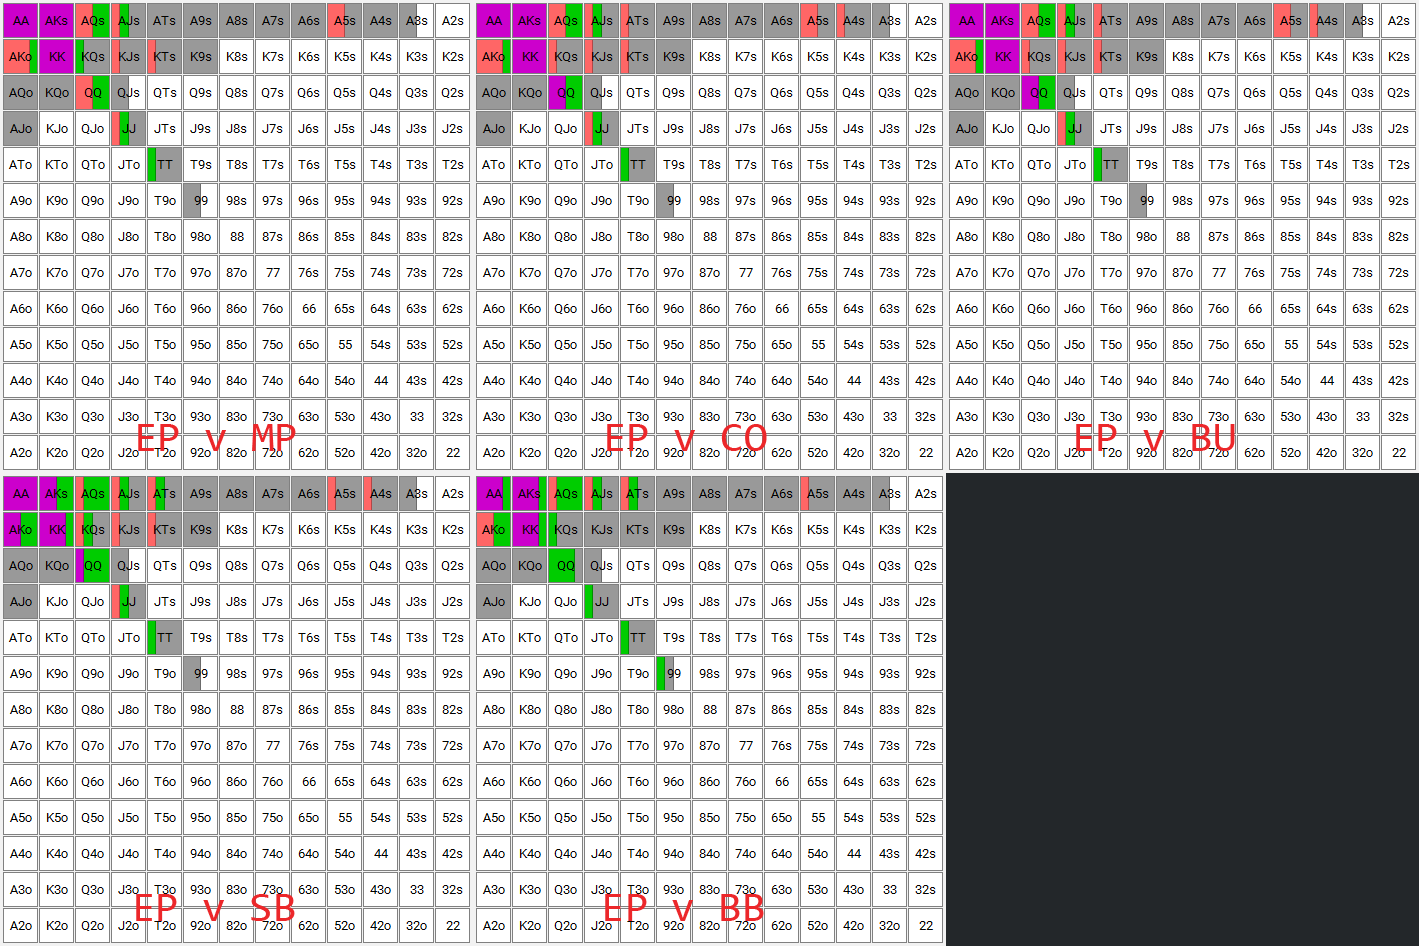 AA AKs AQs AJs ATs A9s A8s A7s A6s A5s A4s A3s A2s
AKo KK KQs KJs KTs K9s K8s K7s K6s K5s K4s K3s K2s
AQo KQo QQ QJs QTs Q9s Q8s Q7s Q6s Q5s Q4s Q3s Q2s
AJo KJo QJo JJ JTs J9s J8s J7s J6s J5s J4s J3s J2s
ATo KTo QTo JTo TT T9s T8s T7s T6s T5s T4s T3s T2s
A9o K9o Q9o J9o T9o 99 98s 97s 96s 95s 94s 93s 92s
A8o K8o Q8o J8o T8o 98o 88 87s 86s 85s 84s 83s 82s
A7o K7o Q7o J7o T7o 97o 87o 77 76s 75s 74s 73s 72s
A6o K6o Q6o J6o T6o 96o 86o 76o 66 65s 64s 63s 62s
A5o K5o Q5o J5o T5o 95o 85o 75o 65o 55 54s 53s 52s
A4o K4o Q4o J4o T4o 94o 84o 74o 64o 54o 44 43s 42s
A3o K3o Q3o J3o T3o 93o 83o 73o 63o 53o 43o 33 32s
EP v MP
A2o K2o Q2o J2o T2o 92o 82o 72o 62o 52o 42o 32o 22
AA AKs AQs AJs ATs A9s A8s A7s A6s A5s A4s A3s A2s
AKo KK KQs KJs KTs K9s K8s K7s K6s K5s K4s K3s K2s
AQo KQo QQ QJs QTs Q9s Q8s Q7s Q6s Q5s Q4s Q3s Q2s
AJo KJo QJo JJ JTs J9s J8s J7s J6s J5s J4s J3s J2s
ATo KTo QTo JTo TT T9s T8s T7s T6s T5s T4s T3s T2s
A9o K9o Q9o J9o T9o 99 98s 97s 96s 95s 94s 93s 92s
A8o K8o Q8o J8o T8o 98o 88 87s 86s 85s 84s 83s 82s
A7o K7o Q7o J7o T7o 97o 87o 77 76s 75s 74s 73s 72s
A6o K6o Q6o J6o T6o 96o 86o 76o 66 65s 64s 63s 62s
A5o K5o Q5o J5o T5o 95o 85o 75o 65o 55 54s 53s 52s
A4o K4o Q4o J4o T4o 94o 84o 74o 64o 54o 44 43s 42s
A3o K3o Q3o J3o T3o 93o 83o 73o 63o 53o 43o 33 32s
EP v CO
A2o K2o Q2o J2o T2o 92o 82o 72o 62o 52o 42o 32o 22
AA AKs AQs AJs ATs A9s A8s A7s A6s A5s A4s A3s A2s
AKo KK KQs KJs KTs K9s K8s K7s K6s K5s K4s K3s K2s
AQo KQo QQ QJs QTs Q9s Q8s Q7s Q6s Q5s Q4s Q3s Q2s
AJo KJo QJo JJ JTs J9s J8s J7s J6s J5s J4s J3s J2s
ATo KTo QTo JTo TT T9s T8s T7s T6s T5s T4s T3s T2s
A9o K9o Q9o J9o T9o 99 98s 97s 96s 95s 94s 93s 92s
A8o K8o Q8o J8o T8o 98o 88 87s 86s 85s 84s 83s 82s
A7o K7o Q7o J7o T7o 97o 87o 77 76s 75s 74s 73s 72s
A6o K6o Q6o J6o T6o 96o 86o 76o 66 65s 64s 63s 62s
A5o K5o Q5o J5o T5o 95o 85o 75o 65o 55 54s 53s 52s
A4o K4o Q4o J4o T4o 94o 84o 74o 64o 54o 44 43s 42s
A3o K3o Q3o J3o T3o 93o 83o 73o 63o 53o 43o 33 32s
EP v BU
A2o K2o Q2o J2o T2o 92o 82o 72o 62o 52o 42o 32o 22
AA AKs AQs AJs ATs A9s A8s A7s A6s A5s A4s A3s A2s
AKo KK KQs KJs KTs K9s K8s K7s K6s K5s K4s K3s K2s
AQo KQo QQ QJs QTs Q9s Q8s Q7s Q6s Q5s Q4s Q3s Q2s
AJo KJo QJo JJ JTs J9s J8s J7s J6s J5s J4s J3s J2s
ATo KTo QTo JTo TT T9s T8s T7s T6s T5s T4s T3s T2s
A9o K9o Q9o J9o T9o 99 98s 97s 96s 95s 94s 93s 92s
A8o K8o Q8o J8o T8o 98o 88 87s 86s 85s 84s 83s 82s
A7o K7o Q7o J7o T7o 97o 87o 77 76s 75s 74s 73s 72s
A6o K6o Q6o J6o T6o 96o 86o 76o 66 65s 64s 63s 62s
A5o K5o Q5o J5o T5o 95o 85o 75o 65o 55 54s 53s 52s
A4o K4o Q4o J4o T4o 94o 84o 74o 64o 54o 44 43s 42s
A3o K3o Q3o J3o T3o 93o 83o 73o 63o 53o 43o 33 32s
EP v SB
A2o K2o Q2o J2o T2o 92o 82o 72o 62o 52o 42o 32o 22
AA AKs AQs AJs ATs A9s A8s A7s A6s A5s A4s A3s A2s
AKo KK KQs KJs KTs K9s K8s K7s K6s K5s K4s K3s K2s
AQo KQo QQ QJs QTs Q9s Q8s Q7s Q6s Q5s Q4s Q3s Q2s
AJo KJo QJo JJ JTs J9s J8s J7s J6s J5s J4s J3s J2s
ATo KTo QTo JTo TT T9s T8s T7s T6s T5s T4s T3s T2s
A9o K9o Q9o J9o T9o 99 98s 97s 96s 95s 94s 93s 92s
A8o K8o Q8o J8o T8o 98o 88 87s 86s 85s 84s 83s 82s
A7o K7o Q7o J7o T7o 97o 87o 77 76s 75s 74s 73s 72s
A6o K6o Q6o J6o T6o 96o 86o 76o 66 65s 64s 63s 62s
A5o K5o Q5o J5o T5o 95o 85o 75o 65o 55 54s 53s 52s
A4o K4o Q4o J4o T4o 94o 84o 74o 64o 54o 44 43s 42s
A3o K3o Q3o J3o T3o 93o 83o 73o 63o 53o 43o 33 32s
EP v BB
A2o K2o Q2o J2o T2o 92o 82o 72o 62o 52o 42o 32o 22